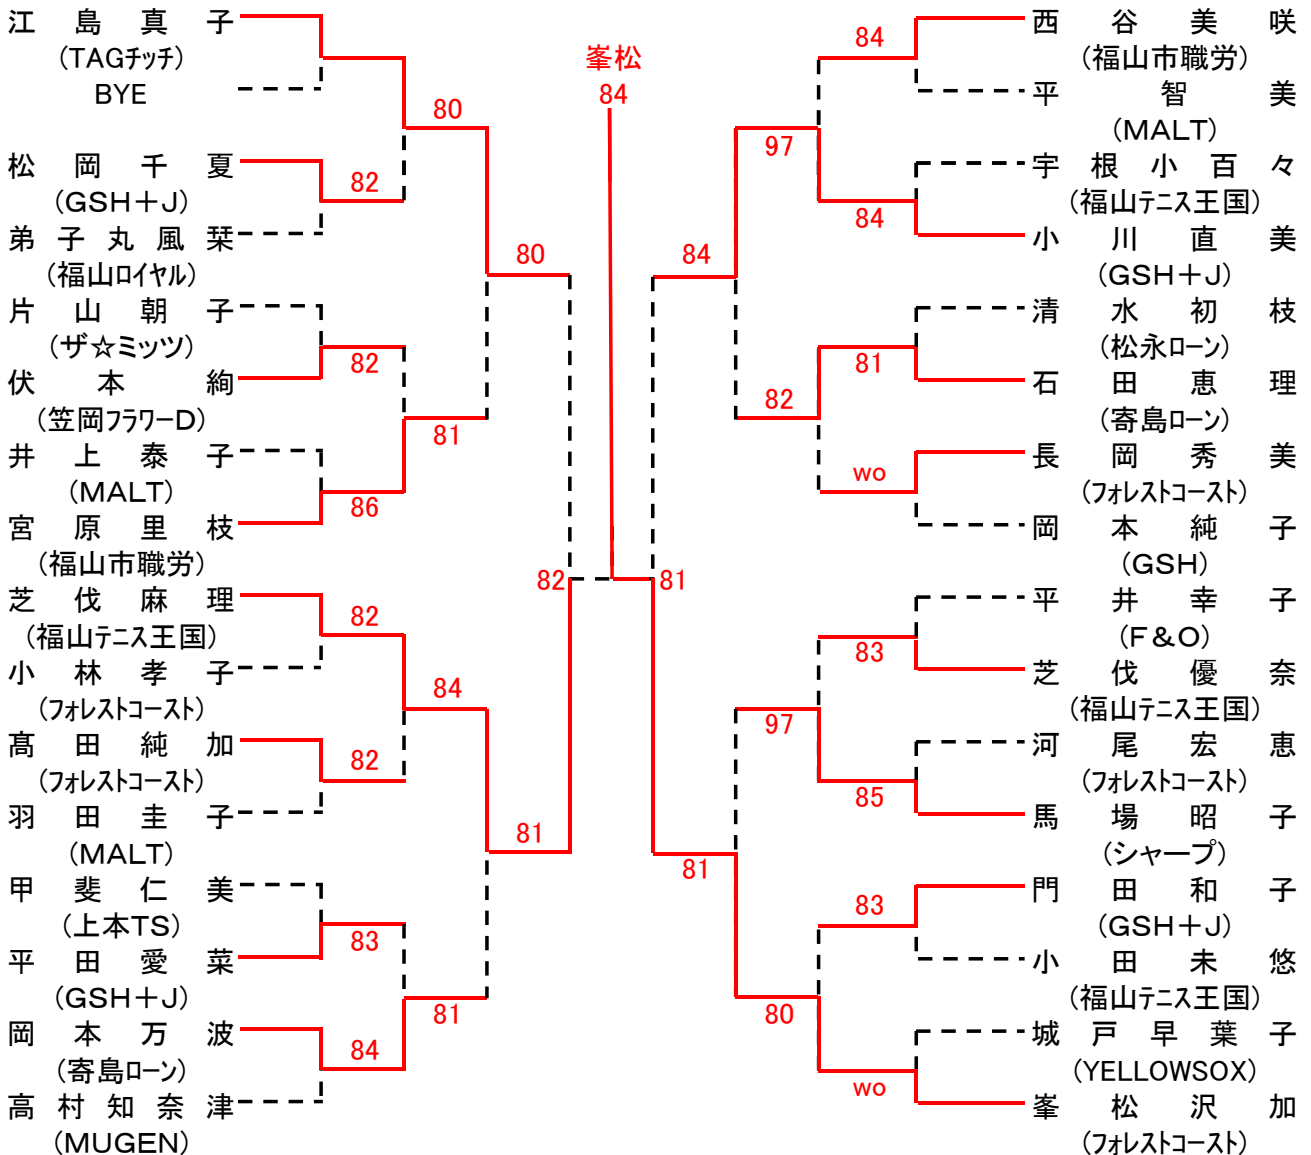 江島真子
(TAGチッチ)
BYE
松岡千夏
(GSH＋J)
弟子丸風栞
(福山ロイヤル)
片山朝子
(ザ☆ミッツ)
伏本絢
(笠岡フラワーD)
井上泰子
(MALT)
宮原里枝
(福山市職労)
芝伐麻理
(福山テニス王国)
小林孝子
(フォレストコースト)
髙田純加
(フォレストコースト)
羽田圭子
(MALT)
甲斐仁美
(上本TS)
平田愛菜
(GSH＋J)
岡本万波
(寄島ローン)
高村知奈津
(MUGEN)
82
82
86
82
82
83
84
80
81
84
81
80
81
82
峯松
84
81
84
81
97
82
97
80
84
84
81
wo
83
85
83
wo
西谷美咲
(福山市職労)
平智美
(MALT)
宇根小百々
(福山テニス王国)
小川直美
(GSH＋J)
清水初枝
(松永ローン)
石田恵理
(寄島ローン)
長岡秀美
(フォレストコースト)
岡本純子
(GSH)
平井幸子
(F＆O)
芝伐優奈
(福山テニス王国)
河尾宏恵
(フォレストコースト)
馬場昭子
(シャープ)
門田和子
(GSH＋J)
小田未悠
(福山テニス王国)
城戸早葉子
(YELLOWSOX)
峯松沢加
(フォレストコースト)